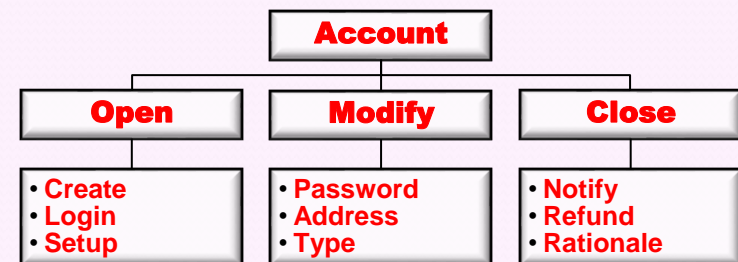 Account
Open
Modify
Close
• Create
• Login
• Setup
• Password
• Address
• Type
• Notify
• Refund
• Rationale